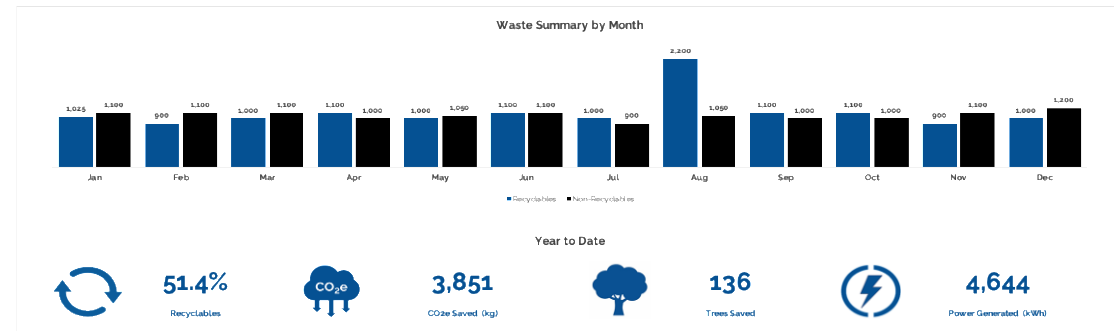 Waste Summary by Month
2,200
1,025 1,100 900 1,100 1,000 1,100 1,100 1,000 1,000 1,050 1,100 1,100 1,000 900 1,050 1,100 1,000 1,100 1,000 900 1,100 1,000 1,200
Jan Feb Mar Apr May Jun Jul Aug Sep Oct Nov Dec
Recyclables Non-Recyclables
Year to Date
51.4% CO₂e 3,851 136 4,644
Recyclables CO2e Saved (kg) Trees Saved Power Generated (kWh)